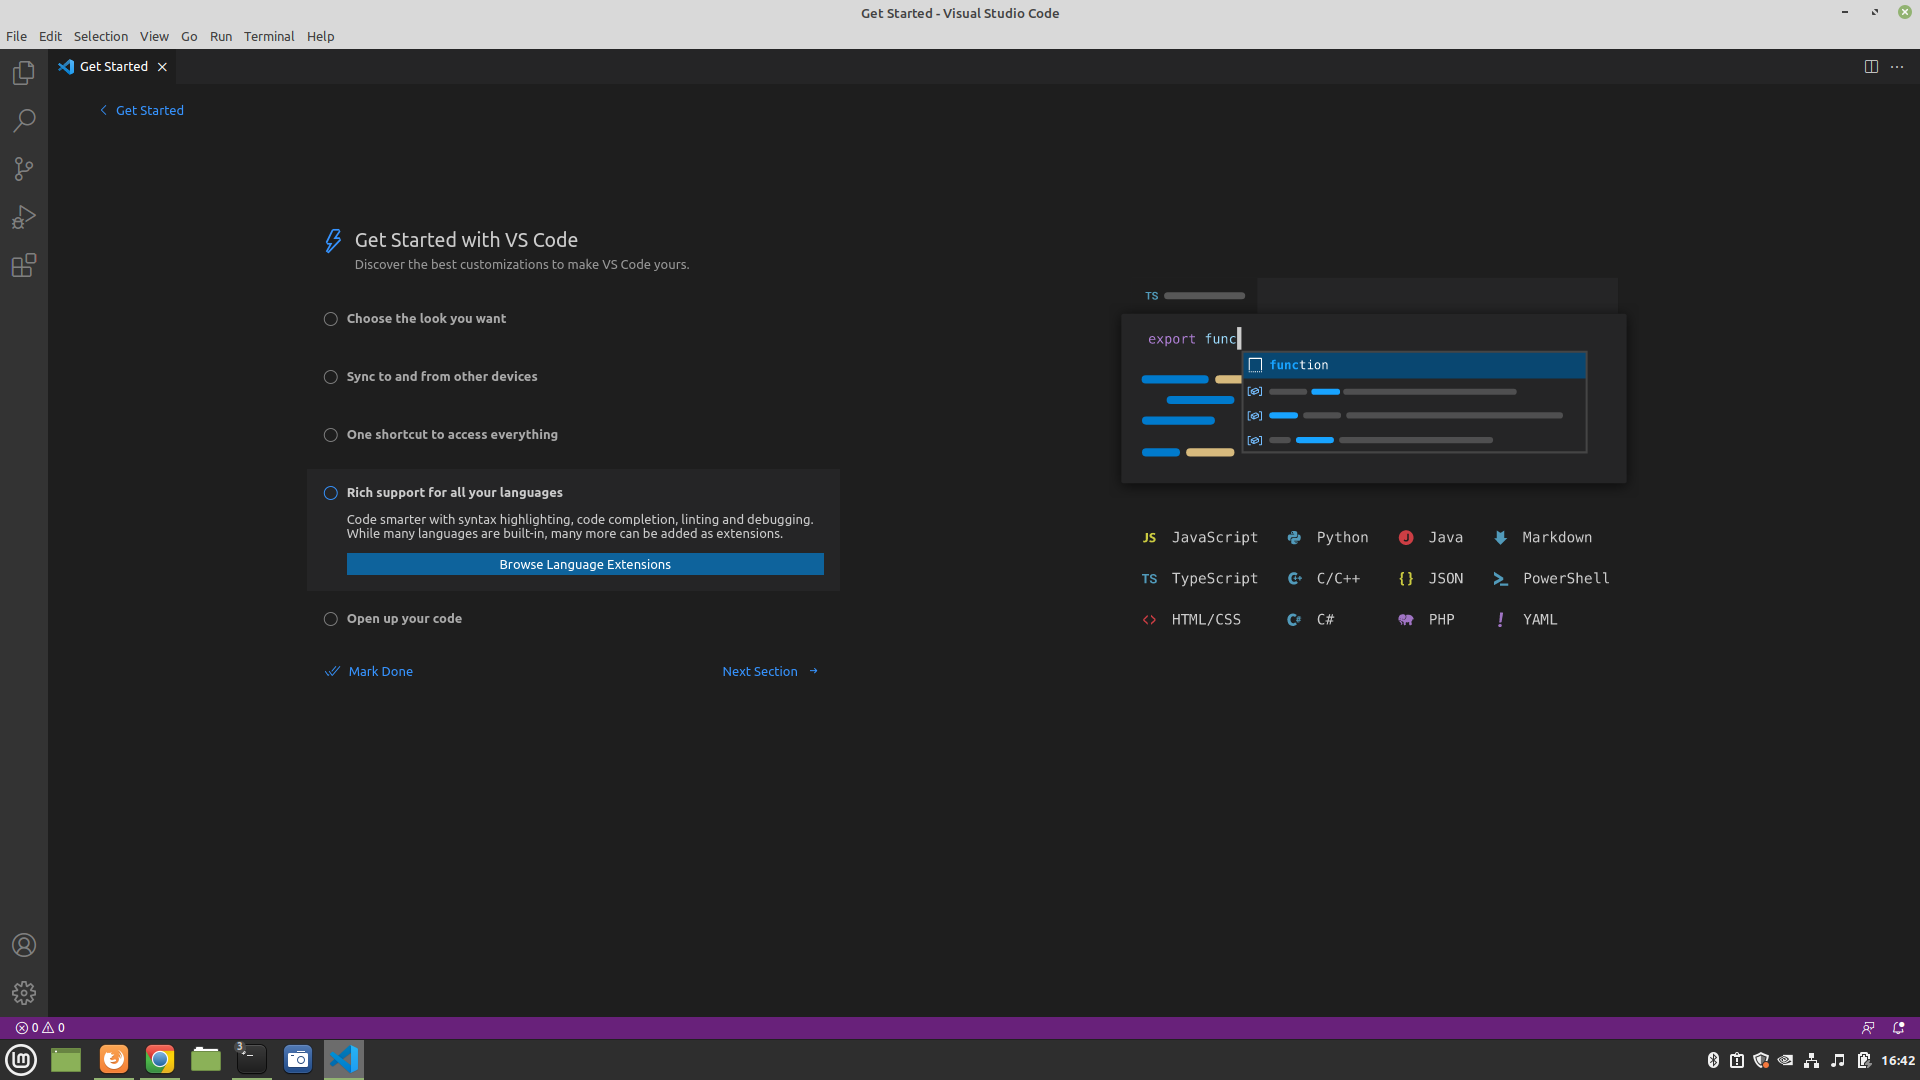 Get Started - Visual Studio Code
File Edit Selection View Go Run Terminal Help
Get Started
Get Started
Get Started with VS Code
Discover the best customizations to make VS Code yours.
Choose the look you want
Sync to and from other devices
One shortcut to access everything
Rich support for all your languages
Code smarter with syntax highlighting, code completion, linting and debugging.
While many languages are built-in, many more can be added as extensions.
Browse Language Extensions
Open up your code
Mark Done
Next Section
TS
export func
function
JS JavaScript Python J Java Markdown
TS TypeScript C/C++ {} JSON PowerShell
<> HTML/CSS C# C# PHP ! YAML
0 0
3
16:42